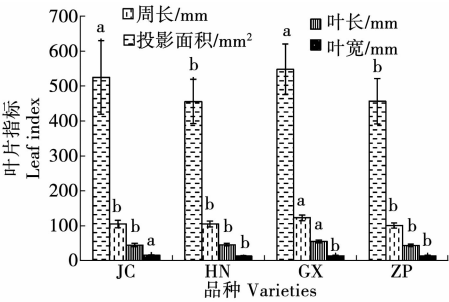 700
600
500
400
300
200
100
0
叶片指标
Leaf index
周长/mm
叶长/mm
投影面积/mm²
叶宽/mm
a b b a
b b b b
a a a b
b b b b
JC HN GX ZP
品种 Varieties